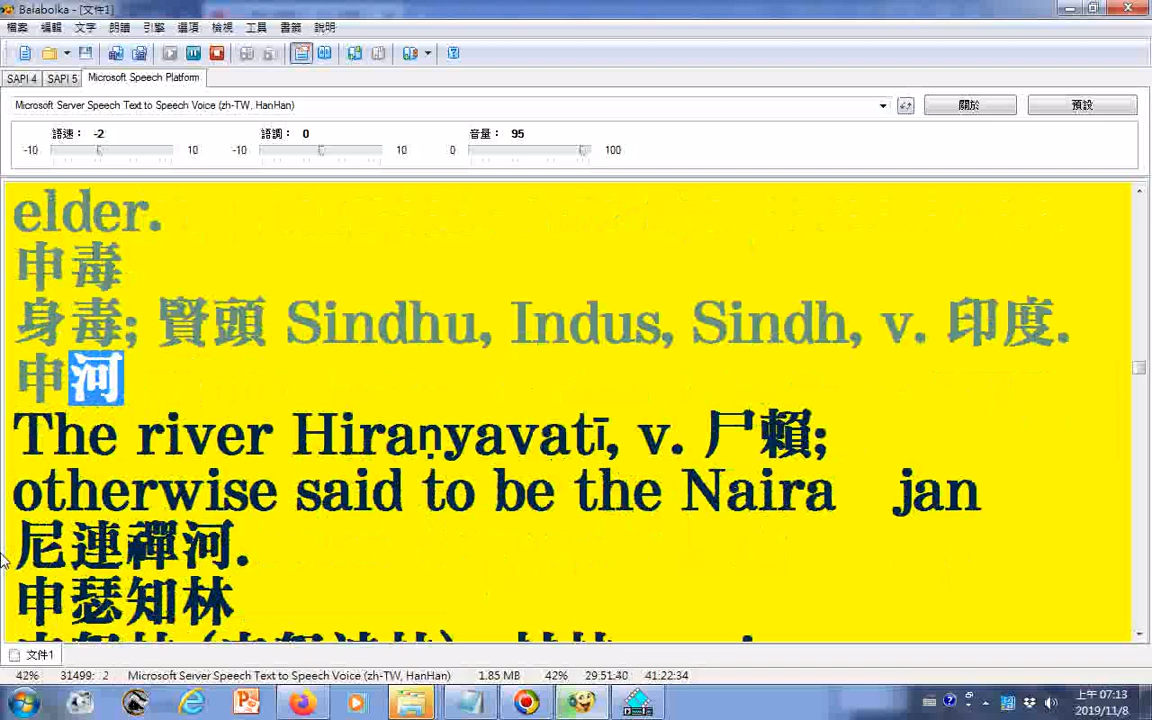 Balabolka - [文件1]
檔案 編輯 文字 朗讀 引擎 選項 檢視 工具 書籤 說明
SAPI 4 SAPI 5 Microsoft Speech Platform
Microsoft Server Speech Text to Speech Voice (zh-TW, HanHan) 關於 預設
語速： -2 語調： 0 音量： 95
-10 10 -10 10 0 100
elder.
申毒
身毒; 賢頭 Sindhu, Indus, Sindh, v. 印度.
申河
The river Hiraṇyavatī, v. 尸賴;
otherwise said to be the Naira jan
尼連禪河.
申瑟知林
文件1
42% 31499: 2 Microsoft Server Speech Text to Speech Voice (zh-TW, HanHan) 1.85 MB 42% 29:51:40 41:22:34
上午 07:13
2019/11/8